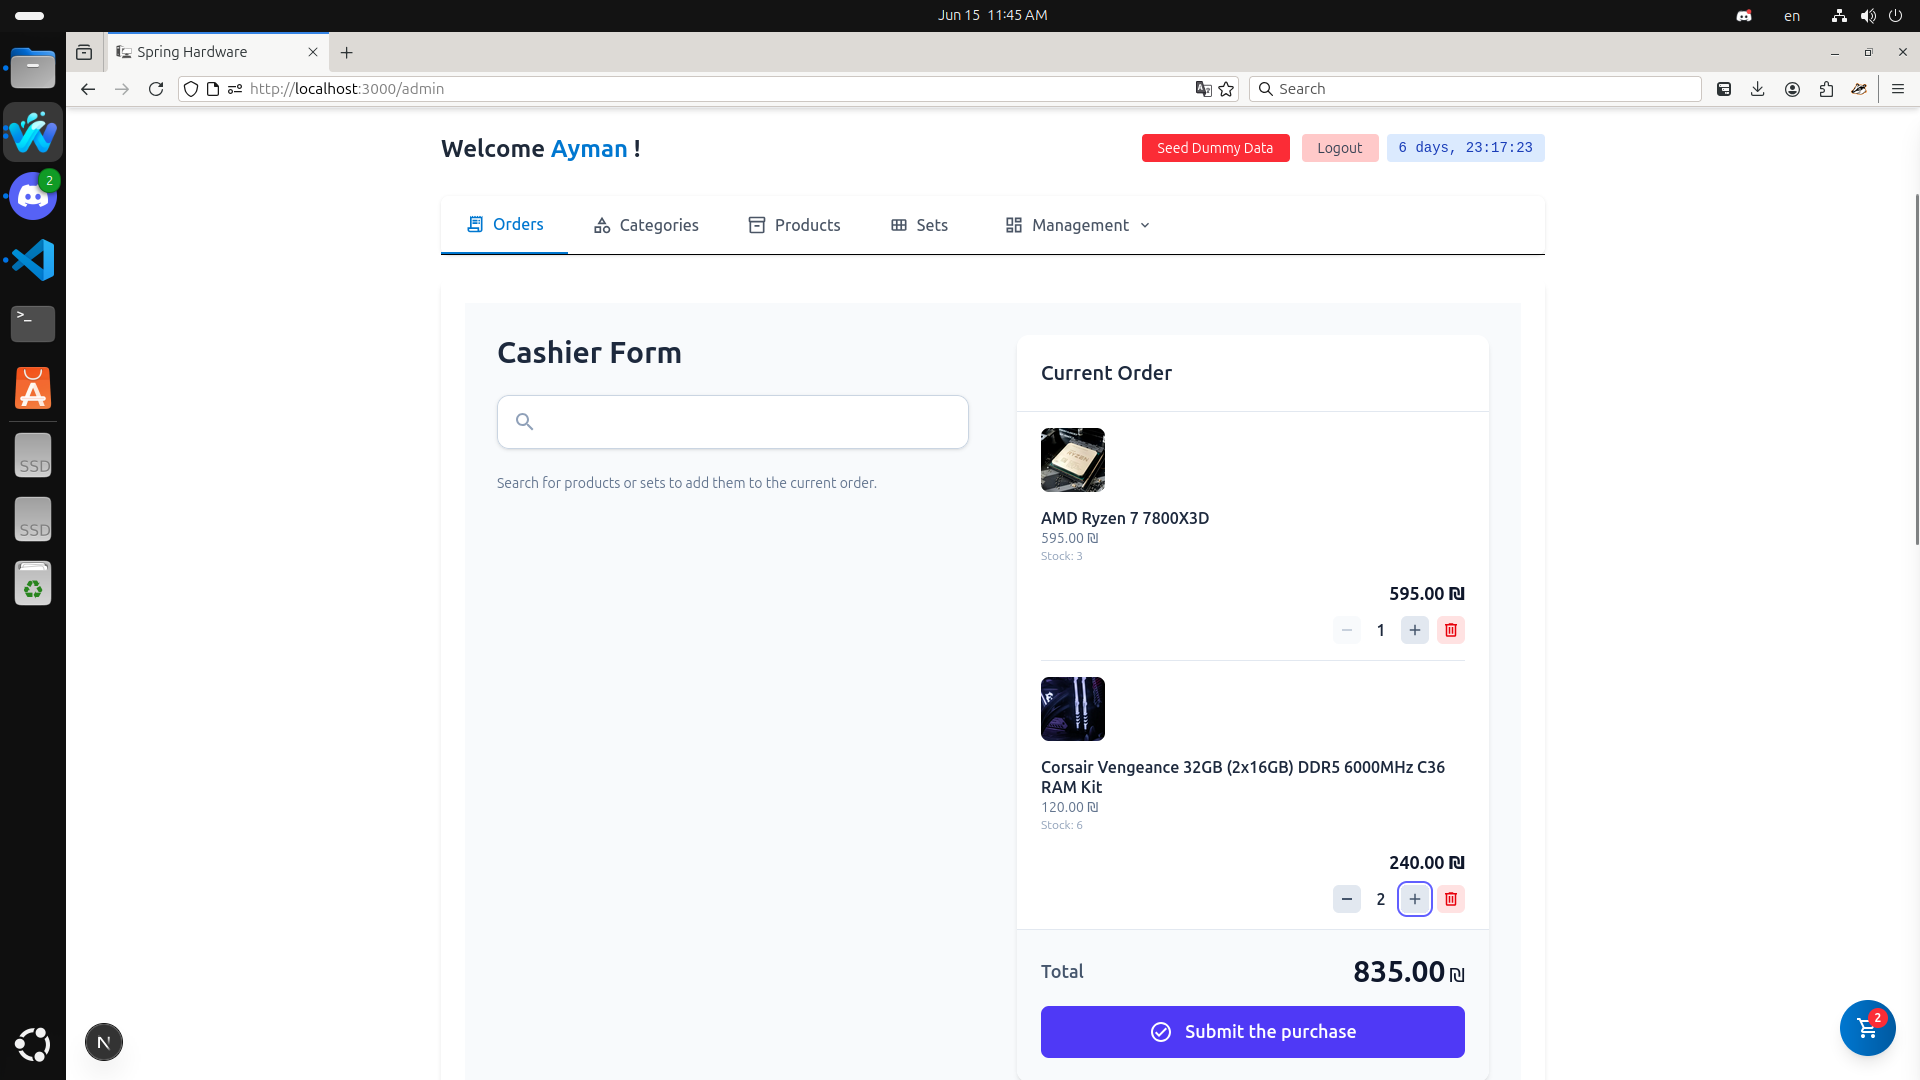 Jun 15 11:45 AM
en
Spring Hardware
http://localhost:3000/admin
Search
2
SSD
SSD
Welcome Ayman !
Seed Dummy Data
Logout
6 days, 23:17:23
Orders
Categories
Products
Sets
Management
Cashier Form
Search for products or sets to add them to the current order.
Current Order
RYZEN
AMD Ryzen 7 7800X3D
595.00 ₪
Stock: 3
595.00 ₪
1
Corsair Vengeance 32GB (2x16GB) DDR5 6000MHz C36
RAM Kit
120.00 ₪
Stock: 6
240.00 ₪
2
Total
835.00 ₪
Submit the purchase
N
2